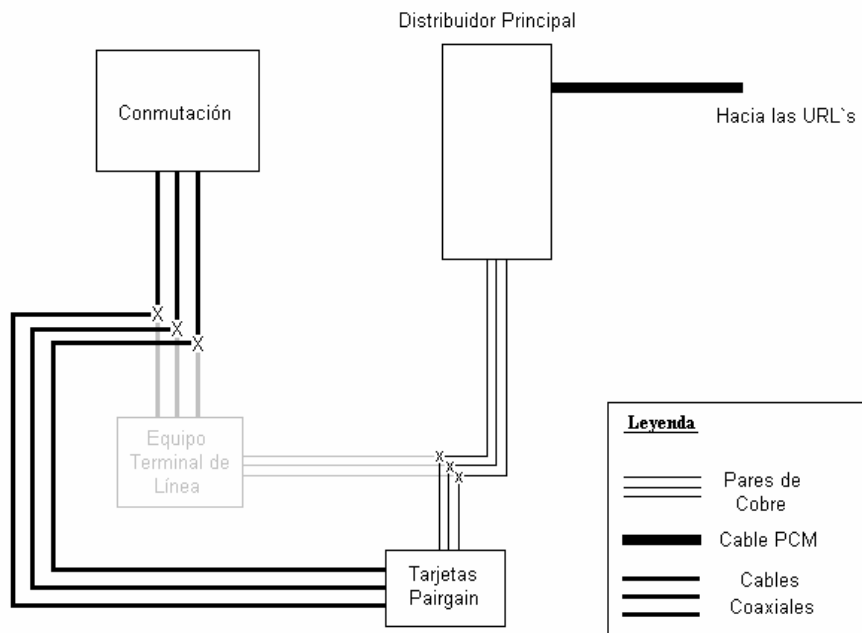 Distribuidor Principal
Conmutación
Hacia las URL`s
X
X
X
Equipo
Terminal de
Línea
x
x
x
Tarjetas
Pairgain
Leyenda
Pares de
Cobre
Cable PCM
Cables
Coaxiales